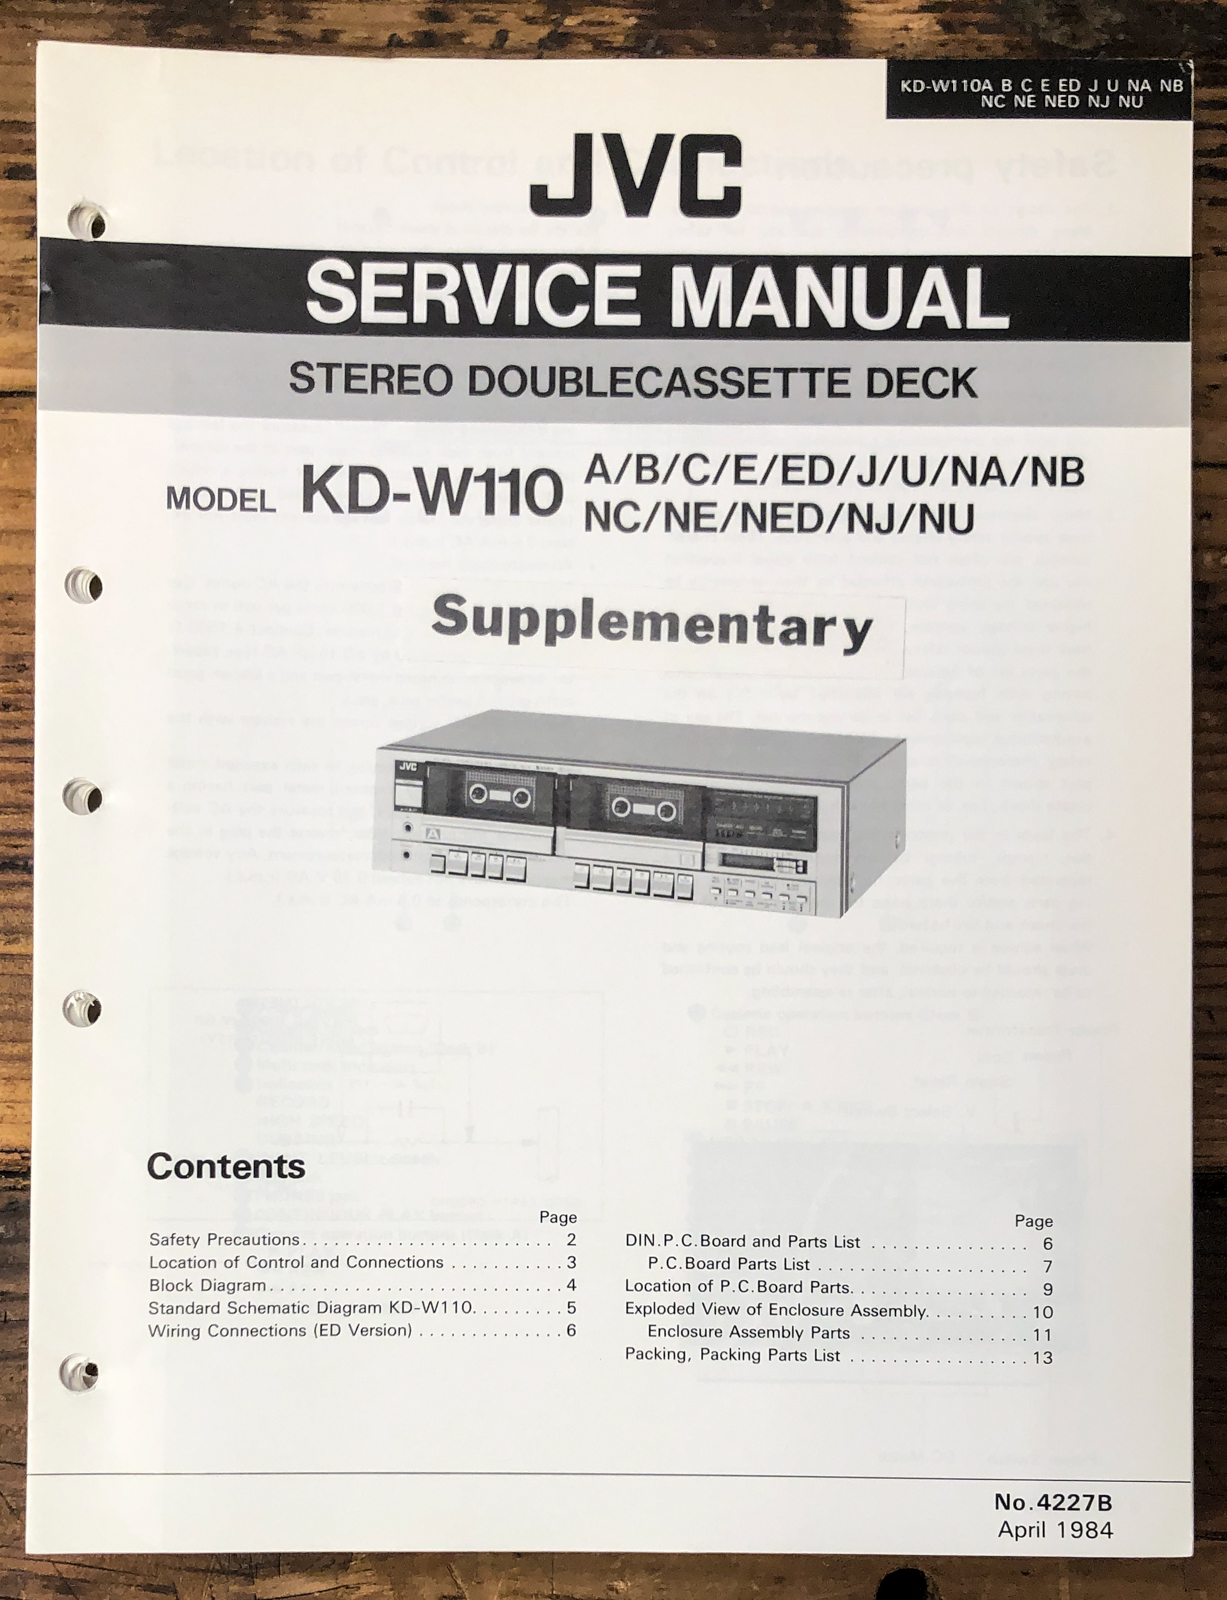 KD-W110A B C E ED J U NA NB
NC NE NED NJ NU
JVC
SERVICE MANUAL
STEREO DOUBLECASSETTE DECK
MODEL KD-W110 A/B/C/E/ED/J/U/NA/NB
NC/NE/NED/NJ/NU
Supplementary
JVC
A
Contents
Page
Safety Precautions . . . . . . . . . . . . . . . . . . . . . . . . 2
Location of Control and Connections . . . . . . . . . . . 3
Block Diagram. . . . . . . . . . . . . . . . . . . . . . . . . . . . 4
Standard Schematic Diagram KD-W110. . . . . . . . . 5
Wiring Connections (ED Version) . . . . . . . . . . . . . . 6
Page
DIN.P.C.Board and Parts List . . . . . . . . . . . . . . . 6
P.C.Board Parts List . . . . . . . . . . . . . . . . . . . . 7
Location of P.C.Board Parts. . . . . . . . . . . . . . . . . 9
Exploded View of Enclosure Assembly. . . . . . . . . . 10
Enclosure Assembly Parts . . . . . . . . . . . . . . . . 11
Packing, Packing Parts List . . . . . . . . . . . . . . . . . 13
No.4227B
April 1984